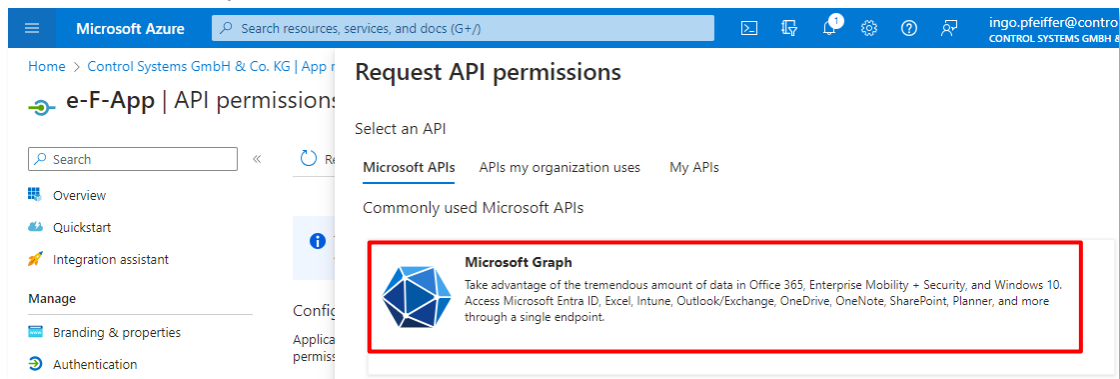 Microsoft Azure
Search resources, services, and docs (G+/)
1
ingo.pfeiffer@contro
CONTROL SYSTEMS GMBH &
Home > Control Systems GmbH & Co. KG | App r
e-F-App | API permissions
Request API permissions
Select an API
Search
«
Re
Microsoft APIs
APIs my organization uses
My APIs
Overview
Commonly used Microsoft APIs
Quickstart
Integration assistant
Microsoft Graph
Take advantage of the tremendous amount of data in Office 365, Enterprise Mobility + Security, and Windows 10.
Access Microsoft Entra ID, Excel, Intune, Outlook/Exchange, OneDrive, OneNote, SharePoint, Planner, and more
through a single endpoint.
Manage
Config
Branding & properties
Applica
permiss
Authentication